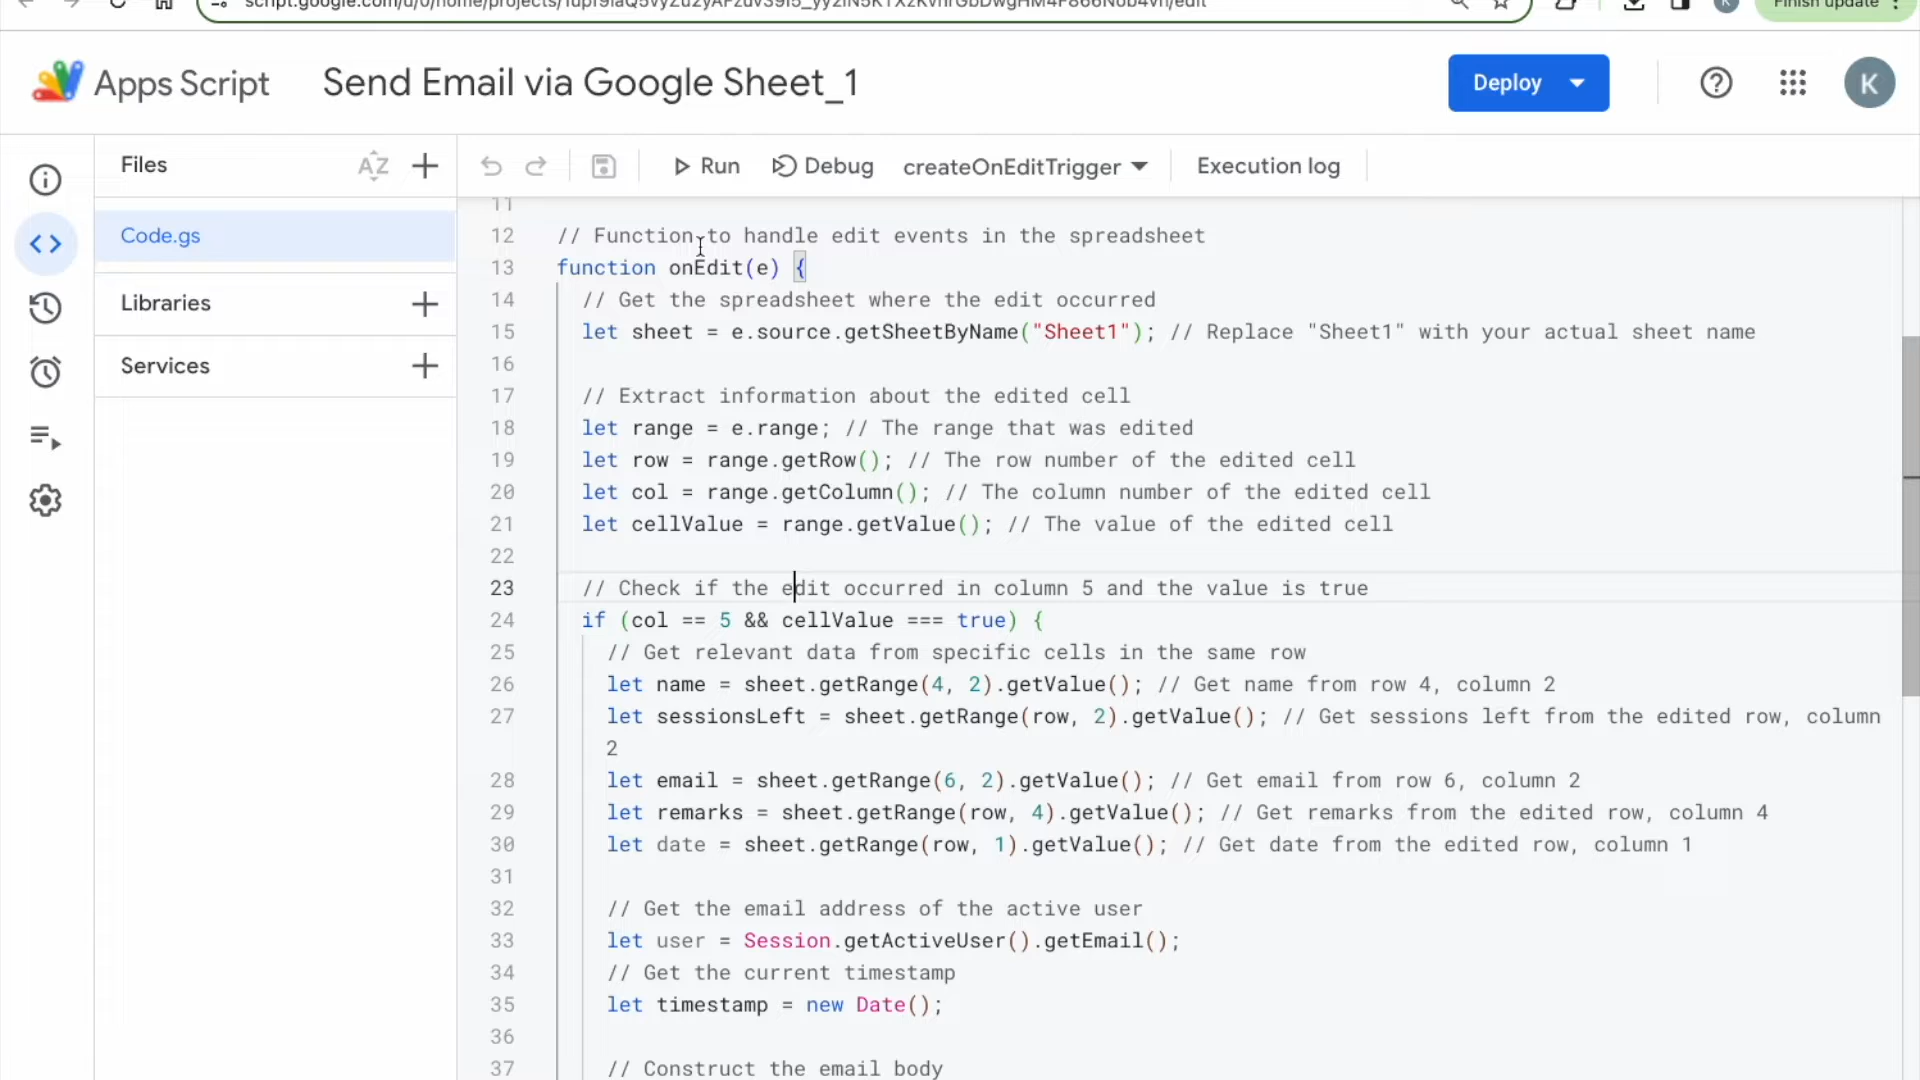 Finish update
Apps Script
Send Email via Google Sheet_1
Deploy
K
Files
AZ
Run
Debug
createOnEditTrigger
Execution log
Code.gs
Libraries
Services
11
12 // Function to handle edit events in the spreadsheet
13 function onEdit(e) {
14 // Get the spreadsheet where the edit occurred
15 let sheet = e.source.getSheetByName("Sheet1"); // Replace "Sheet1" with your actual sheet name
16
17 // Extract information about the edited cell
18 let range = e.range; // The range that was edited
19 let row = range.getRow(); // The row number of the edited cell
20 let col = range.getColumn(); // The column number of the edited cell
21 let cellValue = range.getValue(); // The value of the edited cell
22
23 // Check if the edit occurred in column 5 and the value is true
24 if (col == 5 && cellValue === true) {
25 // Get relevant data from specific cells in the same row
26 let name = sheet.getRange(4, 2).getValue(); // Get name from row 4, column 2
27 let sessionsLeft = sheet.getRange(row, 2).getValue(); // Get sessions left from the edited row, column
2
28 let email = sheet.getRange(6, 2).getValue(); // Get email from row 6, column 2
29 let remarks = sheet.getRange(row, 4).getValue(); // Get remarks from the edited row, column 4
30 let date = sheet.getRange(row, 1).getValue(); // Get date from the edited row, column 1
31
32 // Get the email address of the active user
33 let user = Session.getActiveUser().getEmail();
34 // Get the current timestamp
35 let timestamp = new Date();
36
37 // Construct the email body